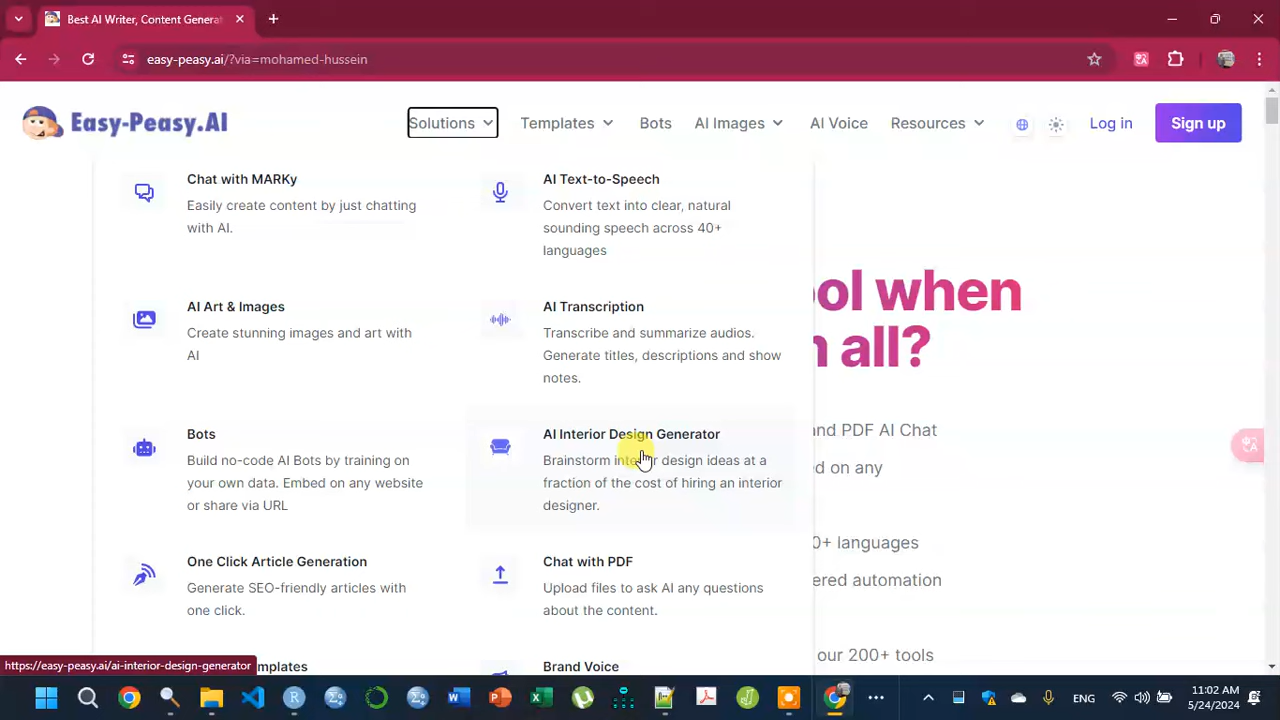 Best AI Writer, Content Genera
easy-peasy.ai/?via=mohamed-hussein
Easy-Peasy.AI
Solutions
Templates
Bots
AI Images
AI Voice
Resources
Log in
Sign up
Chat with MARKy
Easily create content by just chatting
with AI.
AI Text-to-Speech
Convert text into clear, natural
sounding speech across 40+
languages
AI Art & Images
Create stunning images and art with
AI
AI Transcription
Transcribe and summarize audios.
Generate titles, descriptions and show
notes.
Bots
Build no-code AI Bots by training on
your own data. Embed on any website
or share via URL
AI Interior Design Generator
Brainstorm interior design ideas at a
fraction of the cost of hiring an interior
designer.
One Click Article Generation
Generate SEO-friendly articles with
one click.
Chat with PDF
Upload files to ask AI any questions
about the content.
emplates
Brand Voice
ool when
n all?
and PDF AI Chat
ed on any
0+ languages
ered automation
our 200+ tools
https://easy-peasy.ai/ai-interior-design-generator
ENG
11:02 AM
5/24/2024